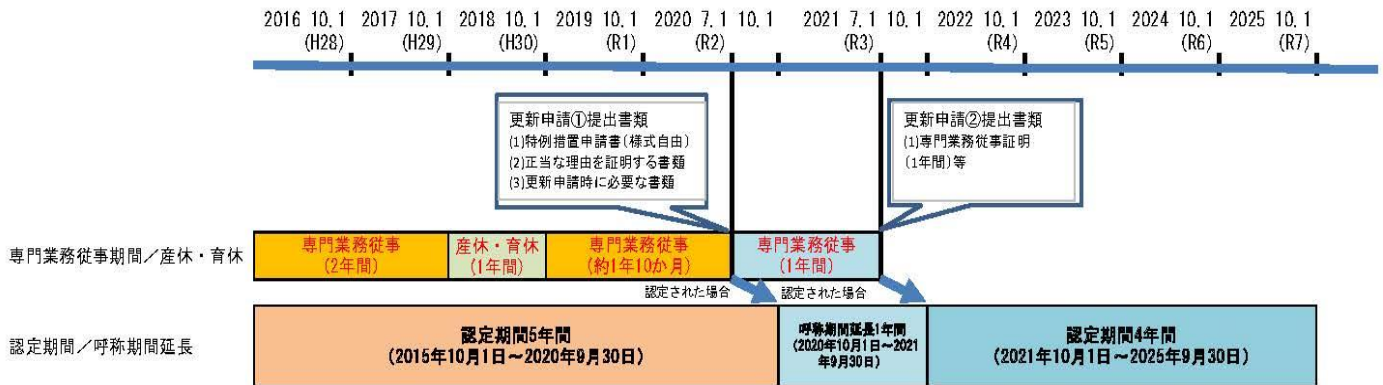 2016 10.1 2017 10.1 2018 10.1 2019 10.1 2020 7.1 10.1 2021 7.1 10.1 2022 10.1 2023 10.1 2024 10.1 2025 10.1
(H28) (H29) (H30) (R1) (R2) (R3) (R4) (R5) (R6) (R7)
更新申請①提出書類
(1)特例措置申請書(様式自由)
(2)正当な理由を証明する書類
(3)更新申請時に必要な書類
更新申請②提出書類
(1)専門業務従事証明
(1年間)等
専門業務従事期間/産休・育休
専門業務従事
(2年間)
産休・育休
(1年間)
専門業務従事
(約1年10か月)
専門業務従事
(1年間)
認定された場合
認定された場合
認定期間/呼称期間延長
認定期間5年間
(2015年10月1日~2020年9月30日)
呼称期間延長1年間
(2020年10月1日~2021
年9月30日)
認定期間4年間
(2021年10月1日~2025年9月30日)